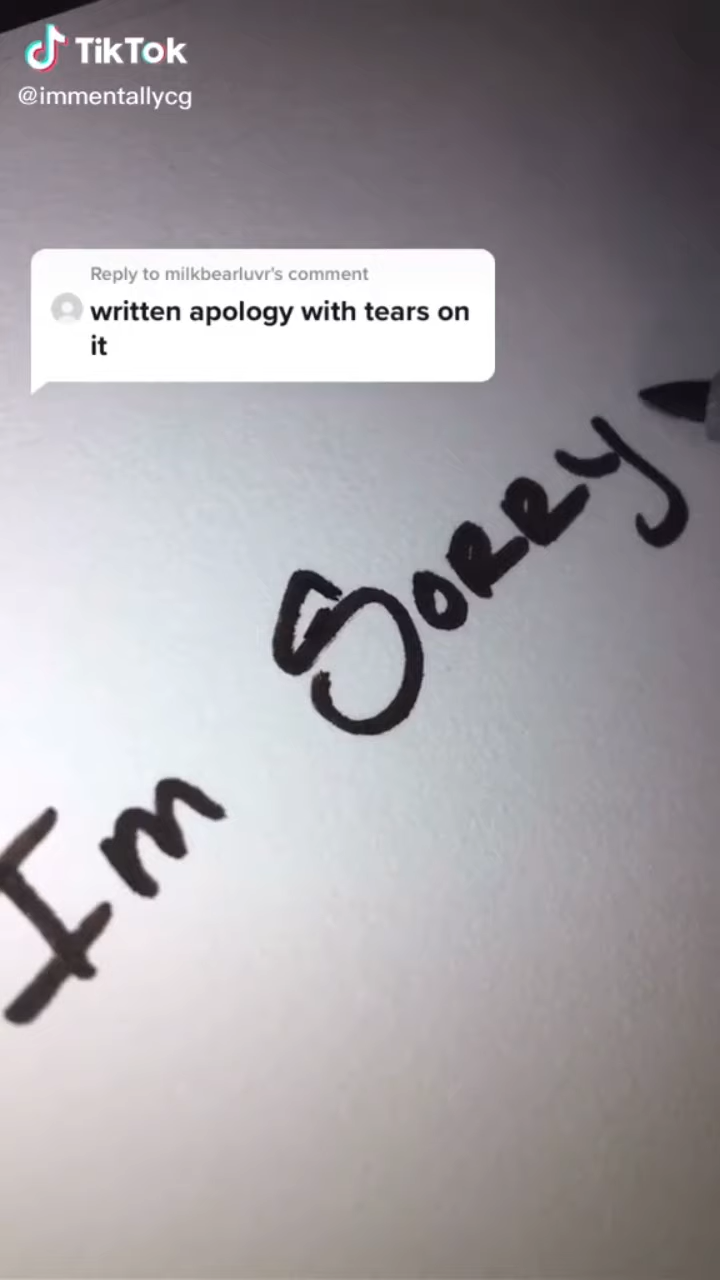 TikTok
@immentallycg
Reply to milkbearluvr's comment
written apology with tears on
it
Im Sorry